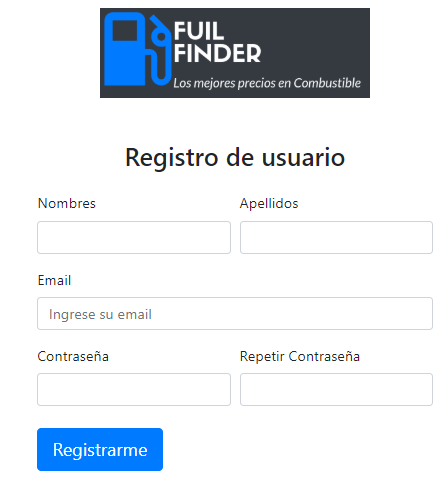 FUIL
FINDER
Los mejores precios en Combustible
Registro de usuario
Nombres Apellidos
Email
Ingrese su email
Contraseña Repetir Contraseña
Registrarme